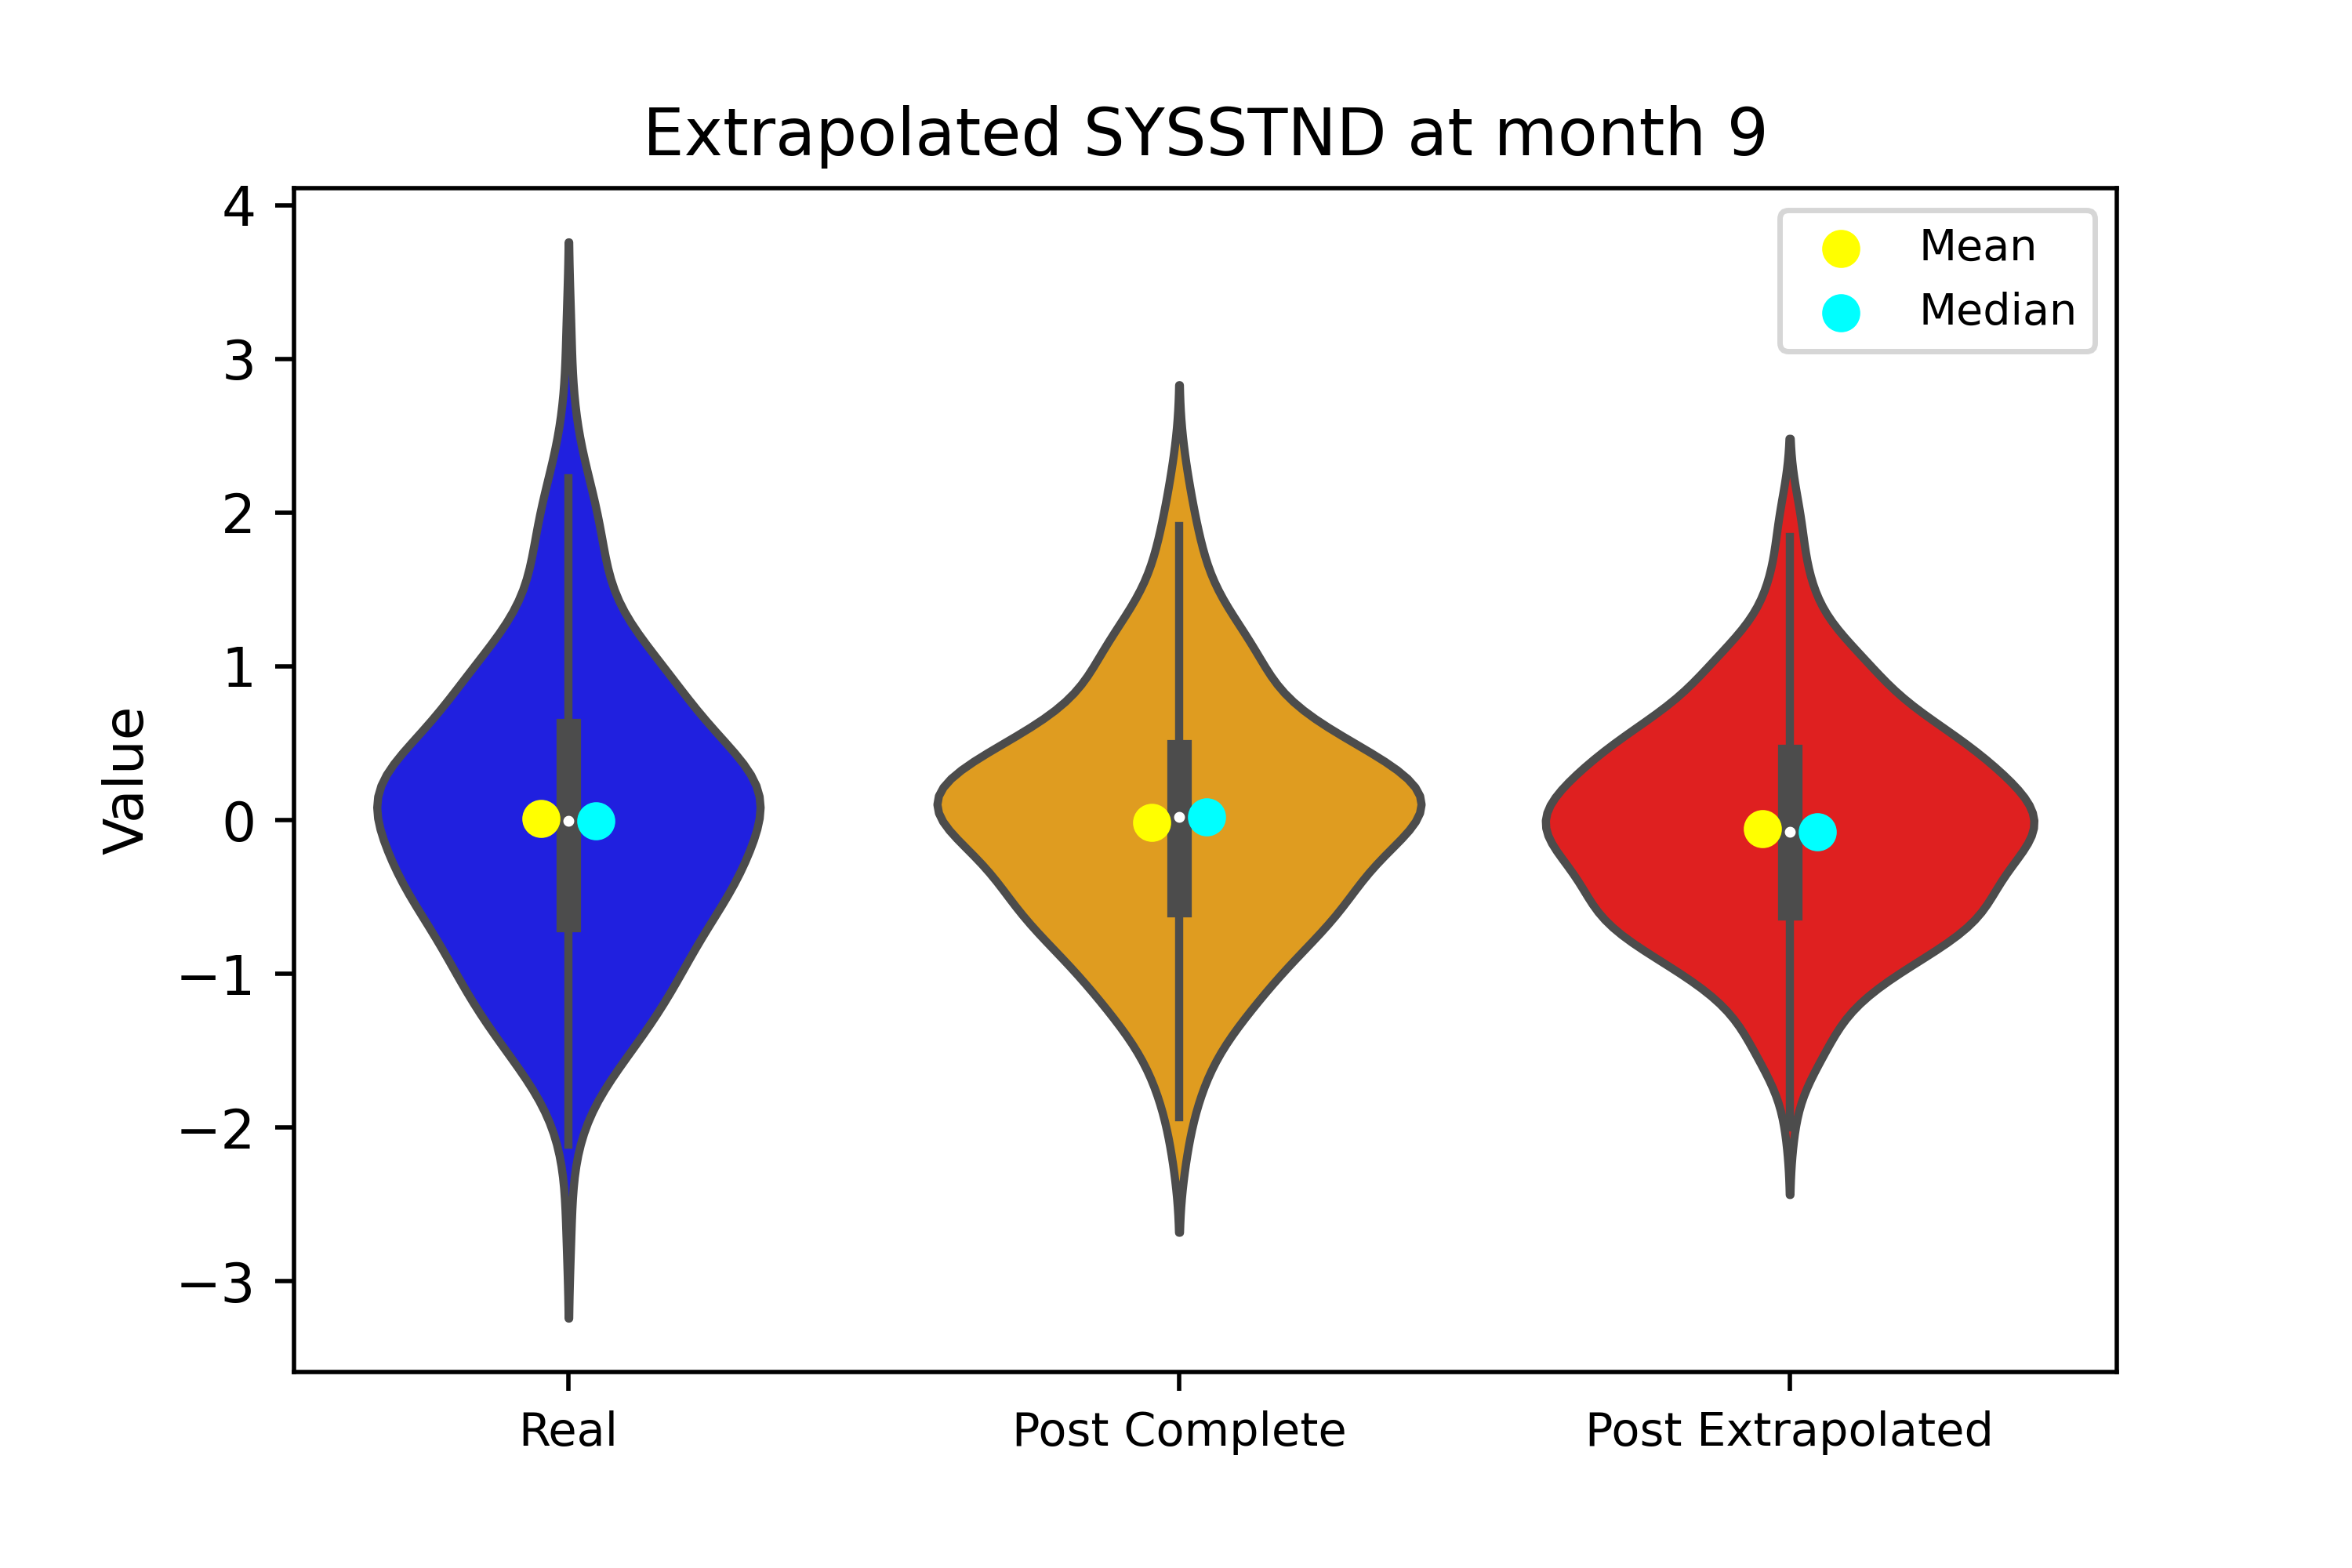 Extrapolated SYSSTND at month 9
4
3
2
1
0
−1
−2
−3
Value
Mean
Median
Real
Post Complete
Post Extrapolated